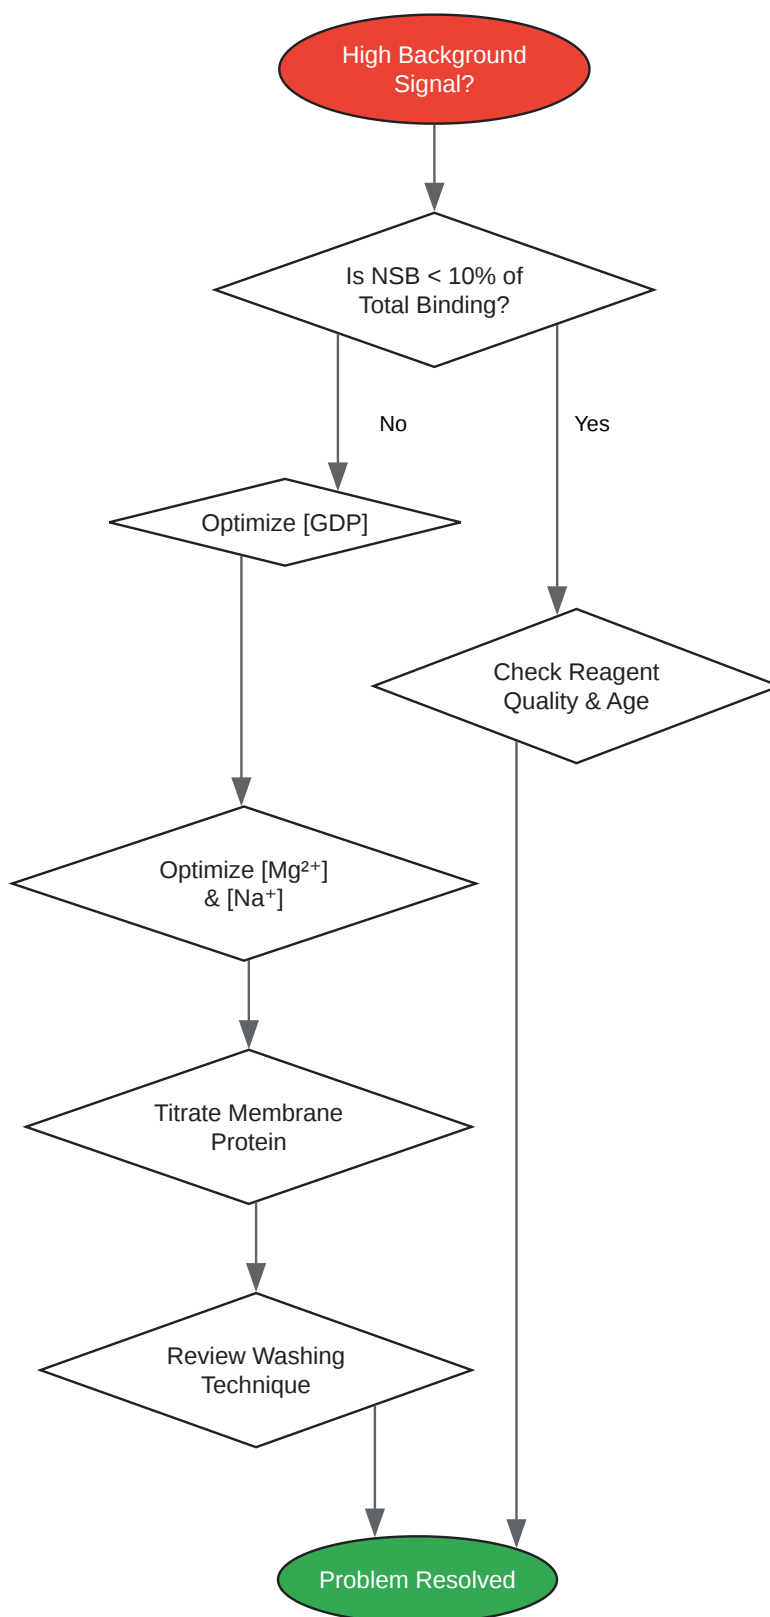 High Background
Signal?
Is NSB < 10% of
Total Binding?
No
Yes
Optimize [GDP]
Check Reagent
Quality & Age
Optimize [Mg²⁺]
& [Na⁺]
Titrate Membrane
Protein
Review Washing
Technique
Problem Resolved